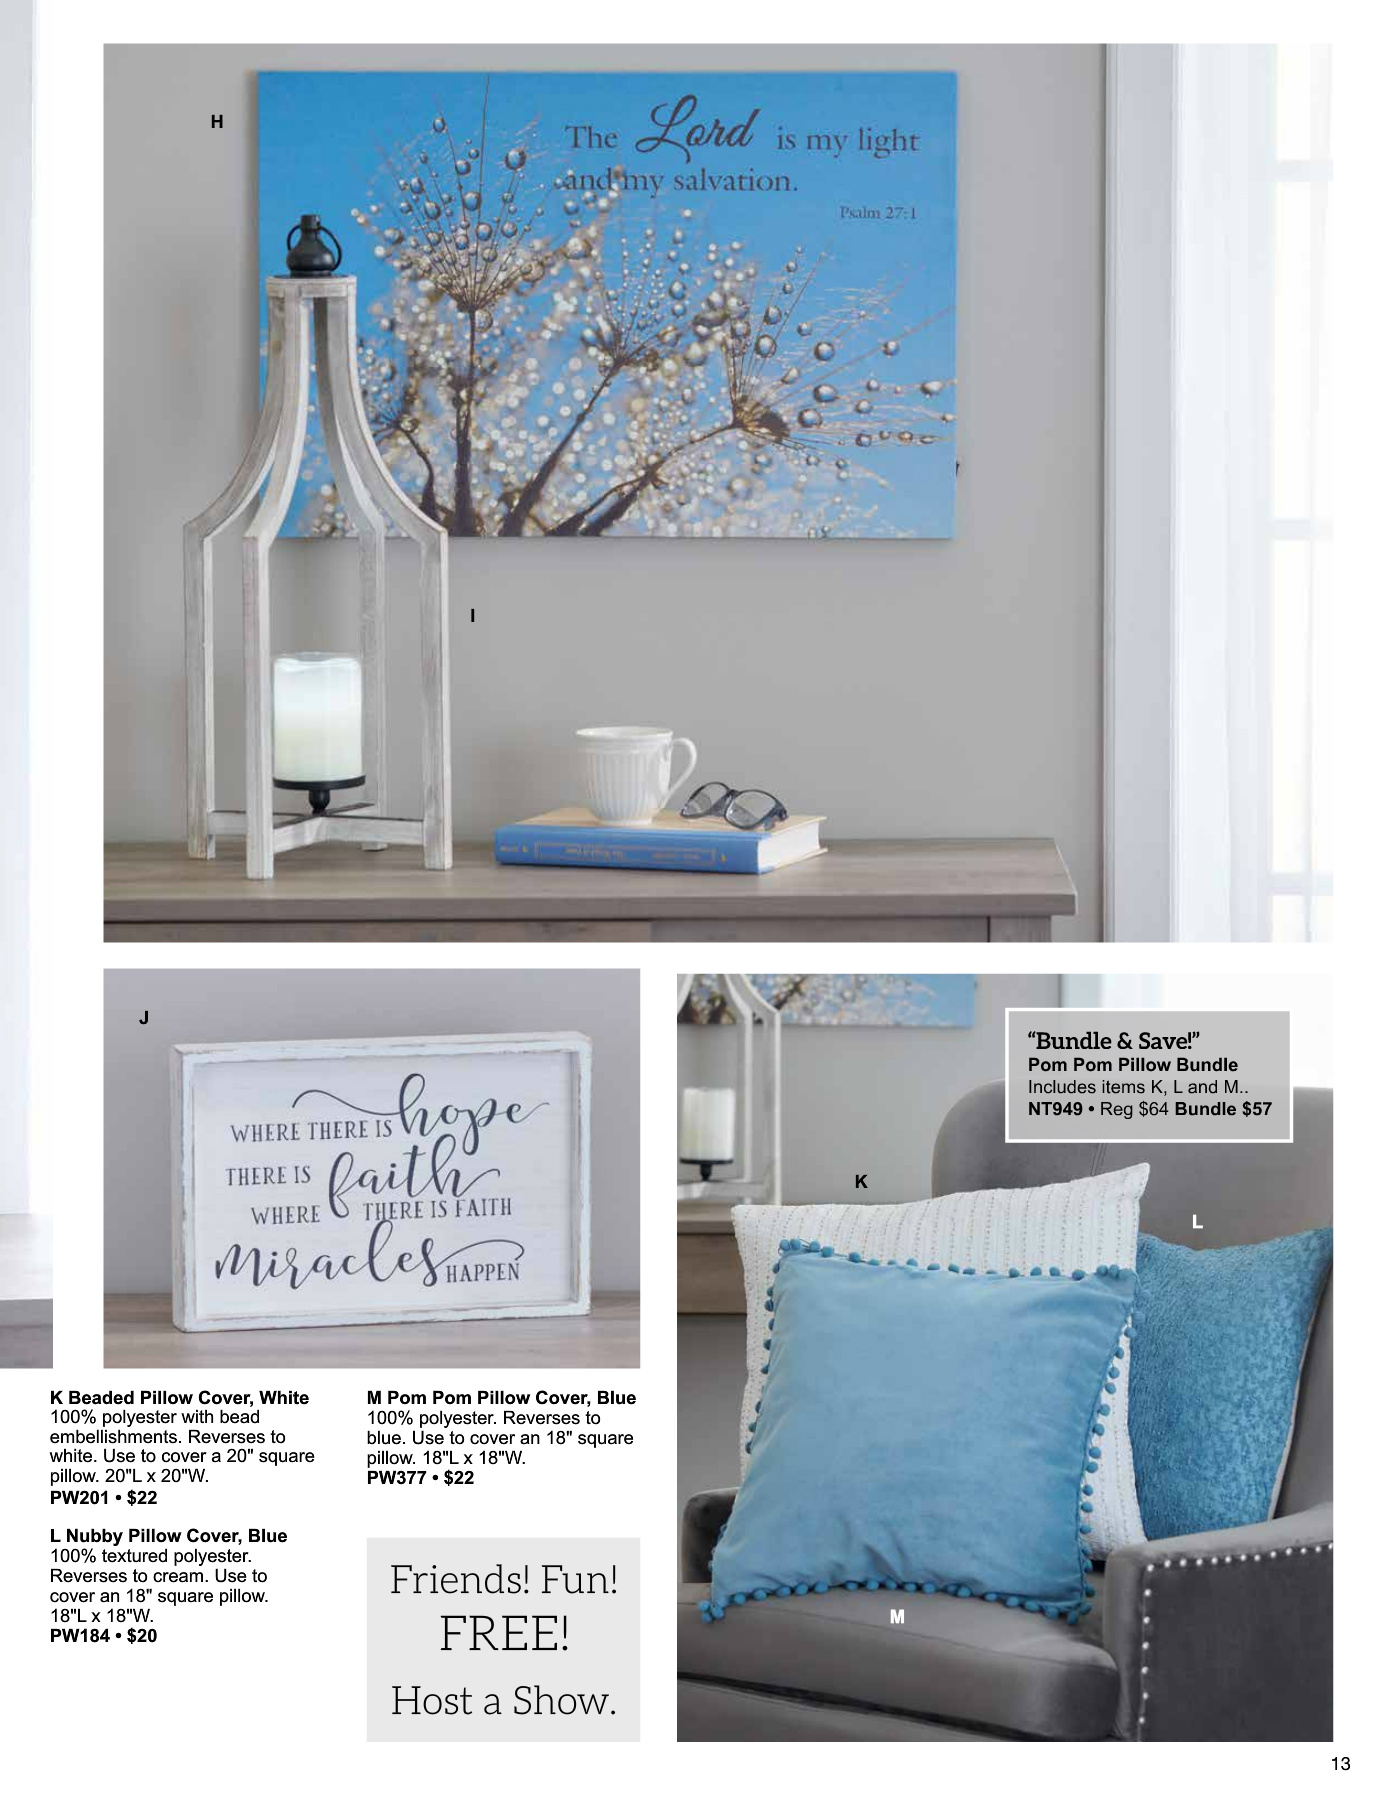 H
The Lord is my light
and my salvation.
Psalm 27:1
I
J
WHERE THERE IS hope
THERE IS faith
WHERE THERE IS FAITH
miracles HAPPEN
“Bundle & Save!”
Pom Pom Pillow Bundle
Includes items K, L and M..
NT949 • Reg $64 Bundle $57
K
L
M
K Beaded Pillow Cover, White
100% polyester with bead
embellishments. Reverses to
white. Use to cover a 20" square
pillow. 20"L x 20"W.
PW201 • $22
L Nubby Pillow Cover, Blue
100% textured polyester.
Reverses to cream. Use to
cover an 18" square pillow.
18"L x 18"W.
PW184 • $20
M Pom Pom Pillow Cover, Blue
100% polyester. Reverses to
blue. Use to cover an 18" square
pillow. 18"L x 18"W.
PW377 • $22
Friends! Fun!
FREE!
Host a Show.
13